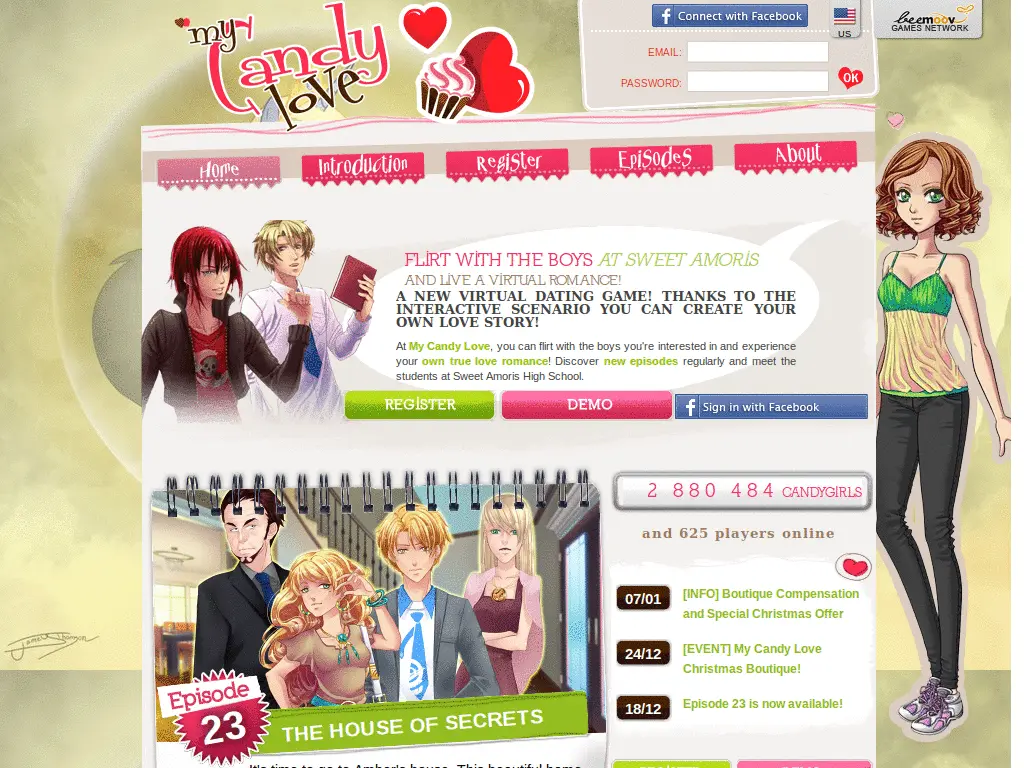 my
Candy
love
Connect with Facebook
US
beemoov
GAMES NETWORK
EMAIL:
PASSWORD:
OK
Home
Introduction
Register
Episodes
About
FLIRT WITH THE BOYS AT SWEET AMORIS
AND LIVE A VIRTUAL ROMANCE!
A NEW VIRTUAL DATING GAME! THANKS TO THE
INTERACTIVE SCENARIO YOU CAN CREATE YOUR
OWN LOVE STORY!
At My Candy Love, you can flirt with the boys you're interested in and experience
your own true love romance! Discover new episodes regularly and meet the
students at Sweet Amoris High School.
REGISTER
DEMO
Sign in with Facebook
2 880 484 CANDYGIRLS
and 625 players online
07/01
[INFO] Boutique Compensation
and Special Christmas Offer
24/12
[EVENT] My Candy Love
Christmas Boutique!
18/12
Episode 23 is now available!
Episode
23
THE HOUSE OF SECRETS
It's time to go to Amber's house. This beautiful home